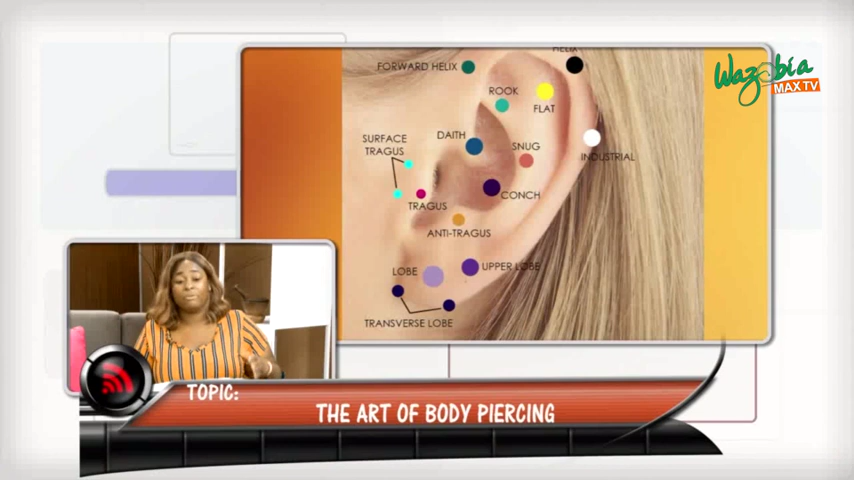 HELIX
Wazobia
MAX TV
FORWARD HELIX
ROOK
FLAT
SURFACE
TRAGUS
DAITH
SNUG
INDUSTRIAL
TRAGUS
CONCH
ANTI-TRAGUS
LOBE
UPPER LOBE
TRANSVERSE LOBE
TOPIC:
THE ART OF BODY PIERCING